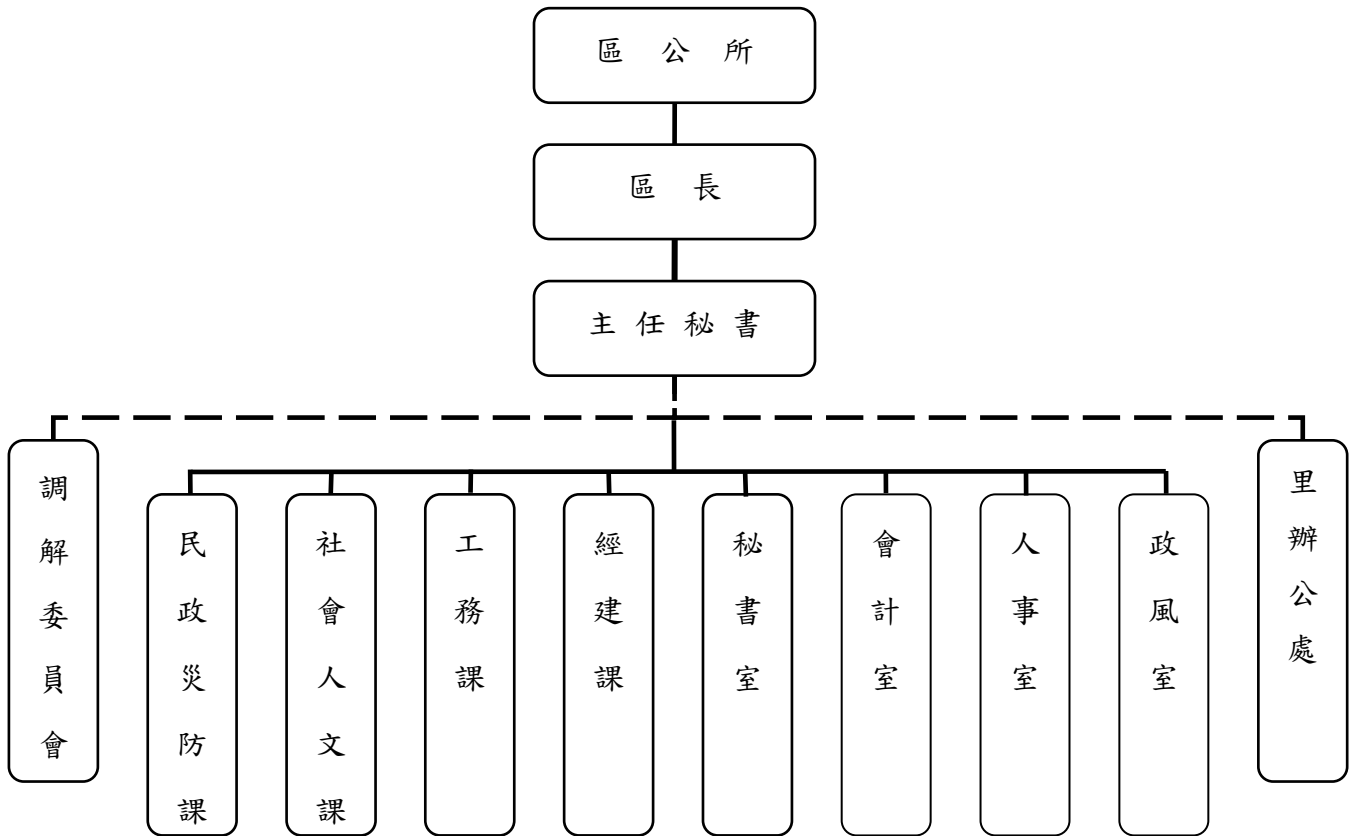 區公所
區長
主任秘書
調解委員會
民政災防課
社會人文課
工務課
經建課
秘書室
會計室
人事室
政風室
里辦公處